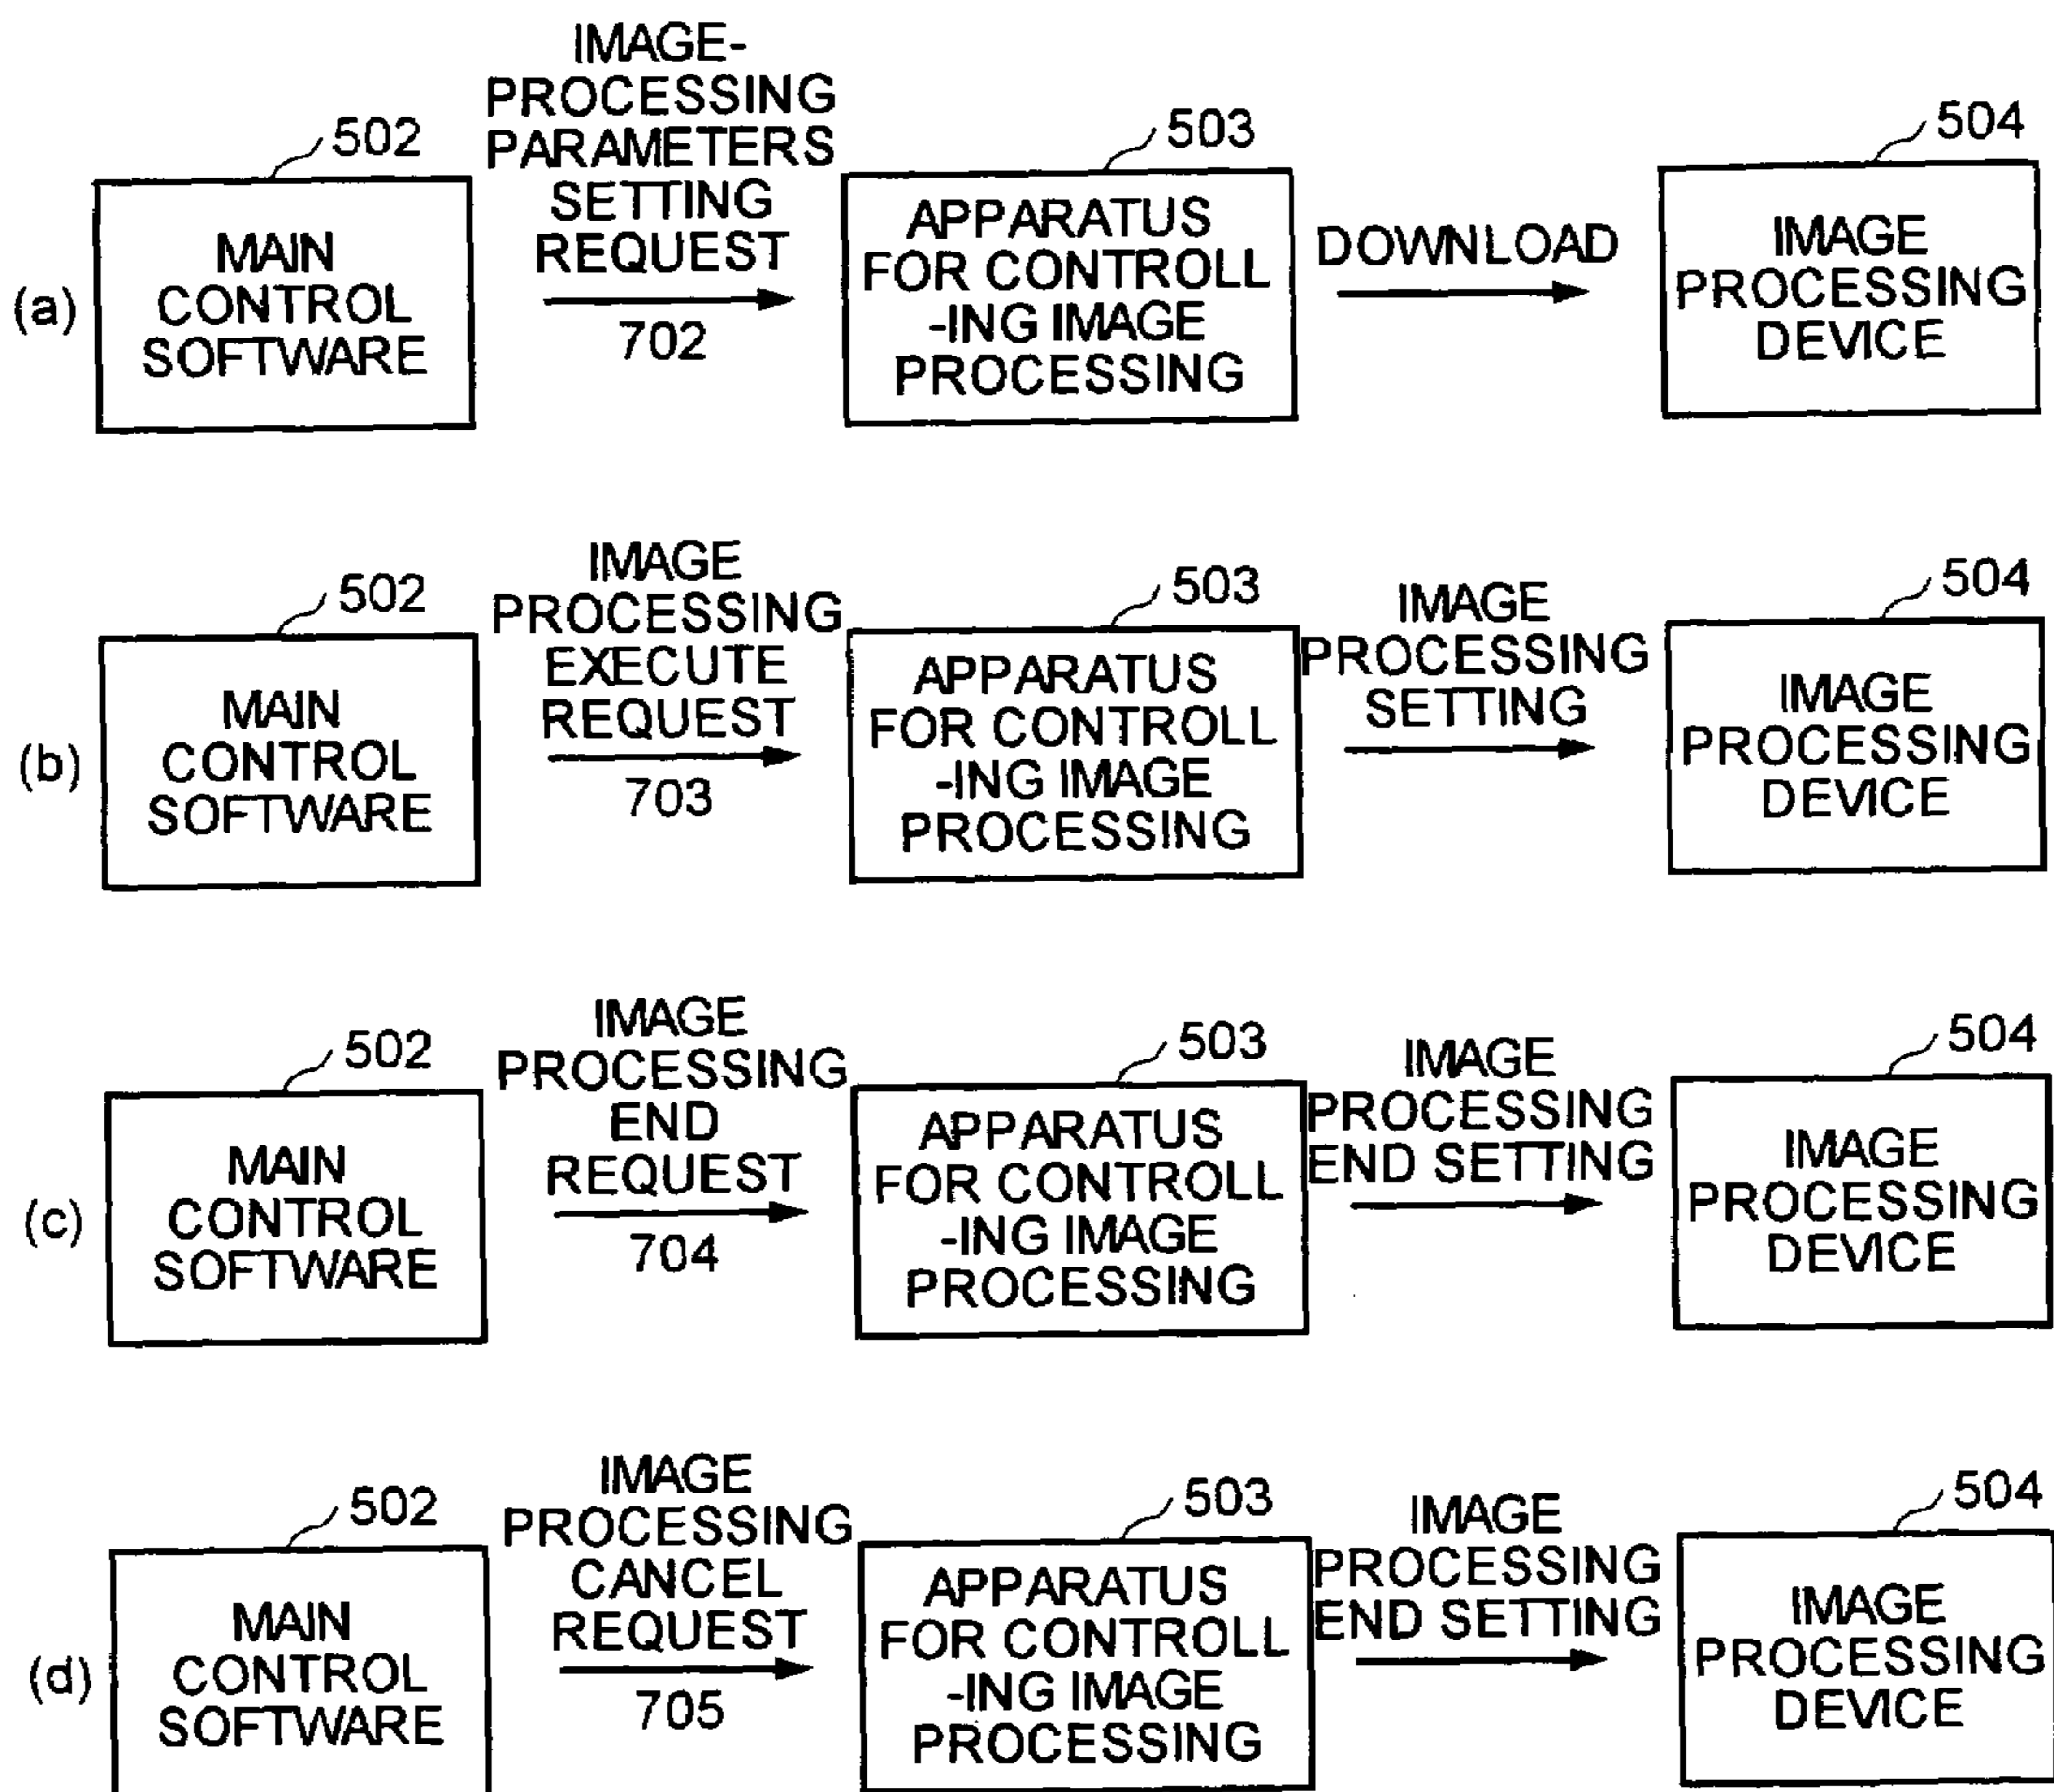 IMAGE-
PROCESSING
PARAMETERS
SETTING
REQUEST
702
502
503
504
(a)
MAIN
CONTROL
SOFTWARE
APPARATUS
FOR CONTROLL
-ING IMAGE
PROCESSING
DOWNLOAD
IMAGE
PROCESSING
DEVICE
IMAGE
PROCESSING
EXECUTE
REQUEST
703
502
503
504
(b)
MAIN
CONTROL
SOFTWARE
APPARATUS
FOR CONTROLL
-ING IMAGE
PROCESSING
IMAGE
PROCESSING
SETTING
IMAGE
PROCESSING
DEVICE
IMAGE
PROCESSING
END
REQUEST
704
502
503
504
(c)
MAIN
CONTROL
SOFTWARE
APPARATUS
FOR CONTROLL
-ING IMAGE
PROCESSING
IMAGE
PROCESSING
END SETTING
IMAGE
PROCESSING
DEVICE
IMAGE
PROCESSING
CANCEL
REQUEST
705
502
503
504
(d)
MAIN
CONTROL
SOFTWARE
APPARATUS
FOR CONTROLL
-ING IMAGE
PROCESSING
IMAGE
PROCESSING
END SETTING
IMAGE
PROCESSING
DEVICE